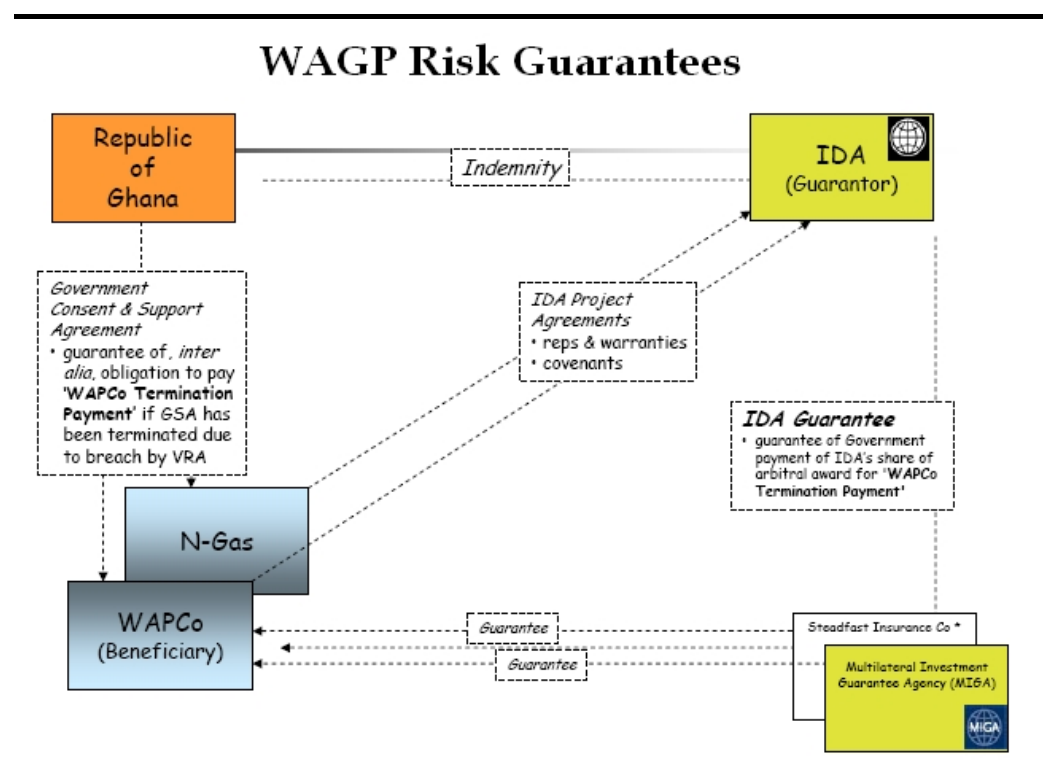 WAGP Risk Guarantees
Republic
of
Ghana
Indemnity
IDA
(Guarantor)
Government
Consent & Support
Agreement
• guarantee of, inter
alia, obligation to pay
'WAPCo Termination
Payment' if GSA has
been terminated due
to breach by VRA
IDA Project
Agreements
• reps & warranties
• covenants
IDA Guarantee
• guarantee of Government
payment of IDA's share of
arbitral award for 'WAPCo
Termination Payment'
N-Gas
WAPCo
(Beneficiary)
Guarantee
Guarantee
Steadfast Insurance Co *
Multilateral Investment
Guarantee Agency (MIGA)
MIGA